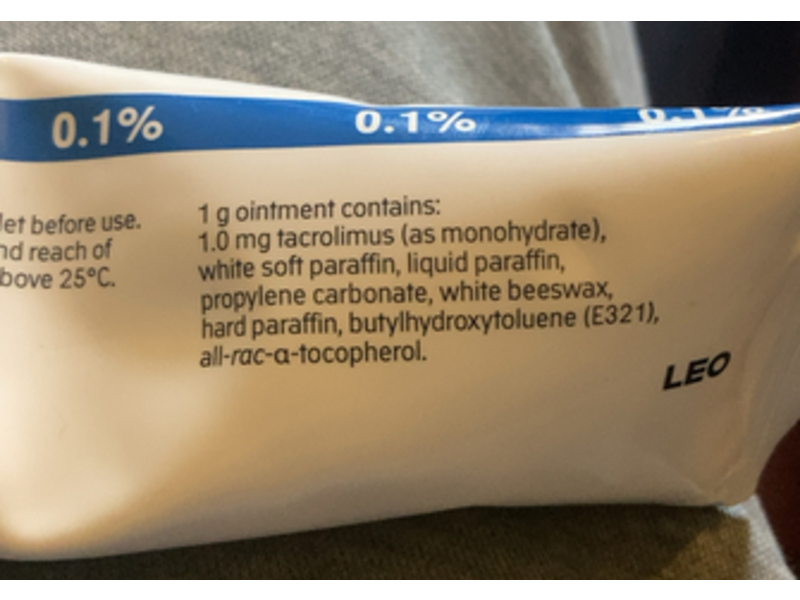 0.1% 0.1% 0.1%
let before use.
nd reach of
bove 25°C.
1 g ointment contains:
1.0 mg tacrolimus (as monohydrate),
white soft paraffin, liquid paraffin,
propylene carbonate, white beeswax,
hard paraffin, butylhydroxytoluene (E321),
all-rac-α-tocopherol.
LEO